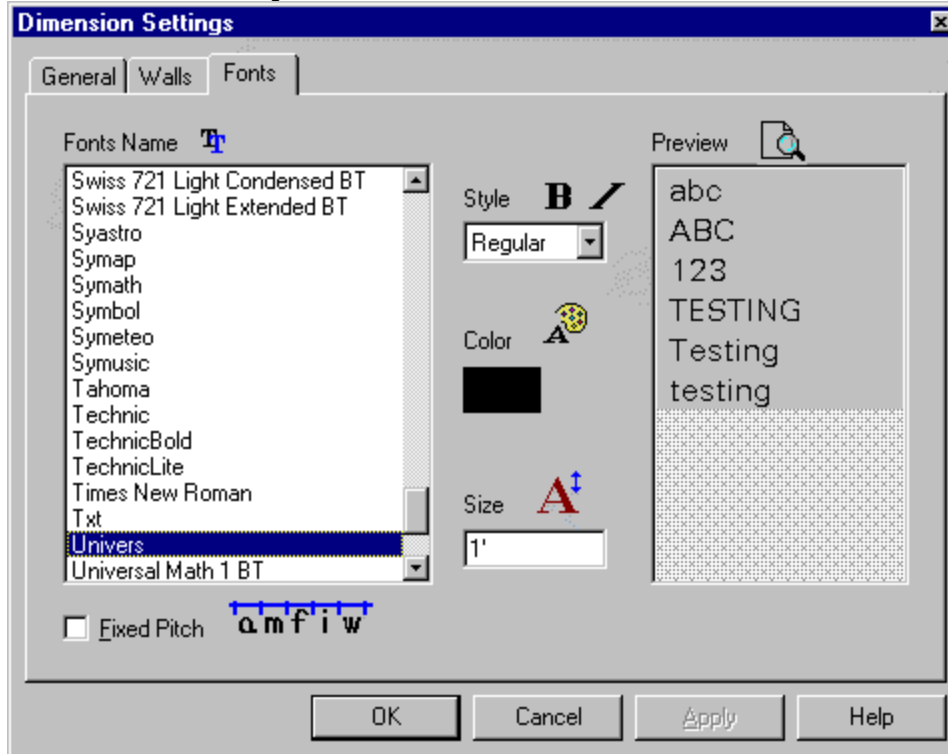 Dimension Settings
General Walls Fonts
Fonts Name
Swiss 721 Light Condensed BT
Swiss 721 Light Extended BT
Syastro
Symap
Symath
Symbol
Symeteo
Symusic
Tahoma
Technic
TechnicBold
TechnicLite
Times New Roman
Txt
Univers
Universal Math 1 BT
Fixed Pitch a m f i w
Style B I
Regular
Color A
Size A
1'
Preview
abc
ABC
123
TESTING
Testing
testing
OK Cancel Apply Help